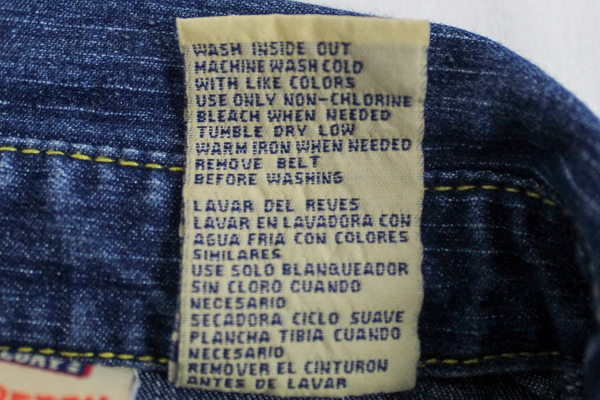 WASH INSIDE OUT
MACHINE WASH COLD
WITH LIKE COLORS
USE ONLY NON-CHLORINE
BLEACH WHEN NEEDED
TUMBLE DRY LOW
WARM IRON WHEN NEEDED
REMOVE BELT
BEFORE WASHING
LAVAR DEL REVES
LAVAR EN LAVADORA CON
AGUA FRIA CON COLORES
SIMILARES
USE SOLO BLANQUEADOR
SIN CLORO CUANDO
NECESARIO
SECADORA CICLO SUAVE
PLANCHA TIBIA CUANDO
NECESARIO
REMOVER EL CINTURON
ANTES DE LAVAR